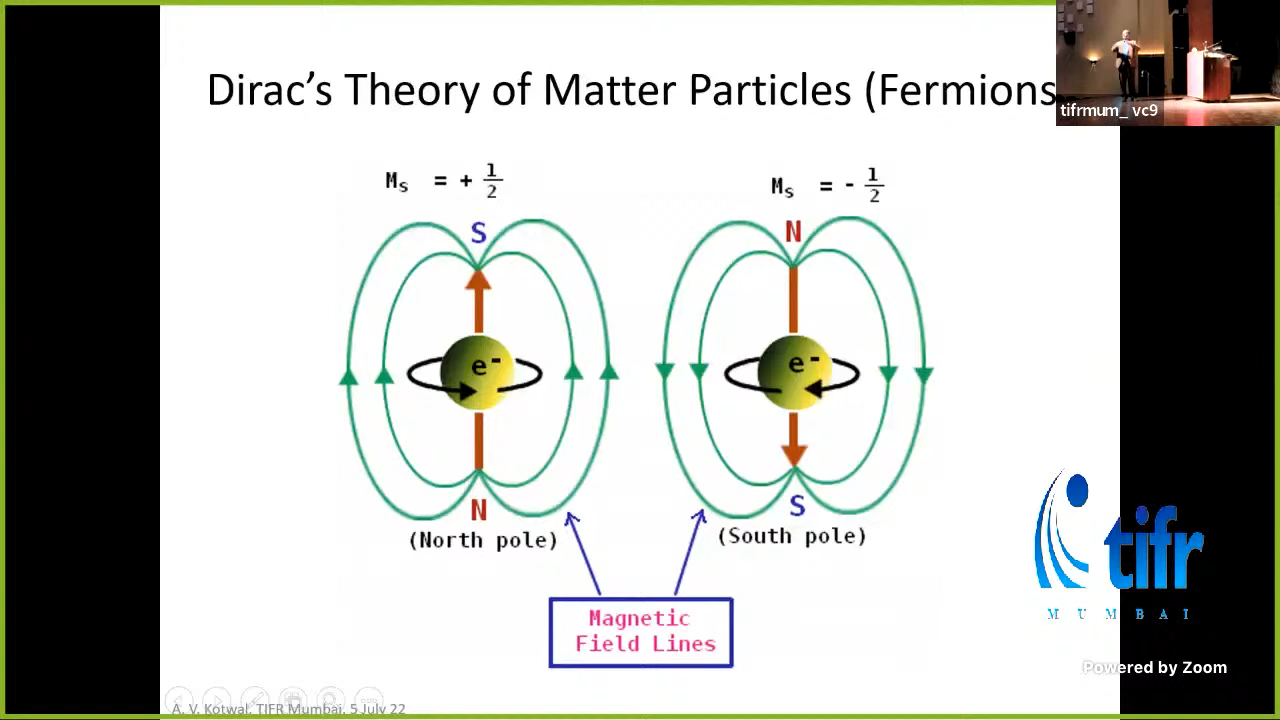 Dirac's Theory of Matter Particles (Fermions
tifrmum_ vc9
Ms = + 1/2
Ms = - 1/2
S
N
e-
e-
N
S
(North pole)
(South pole)
Magnetic
Field Lines
tifr
MUMBAI
Powered by Zoom
A. V. Kotwal, TIFR Mumbai, 5 July 22